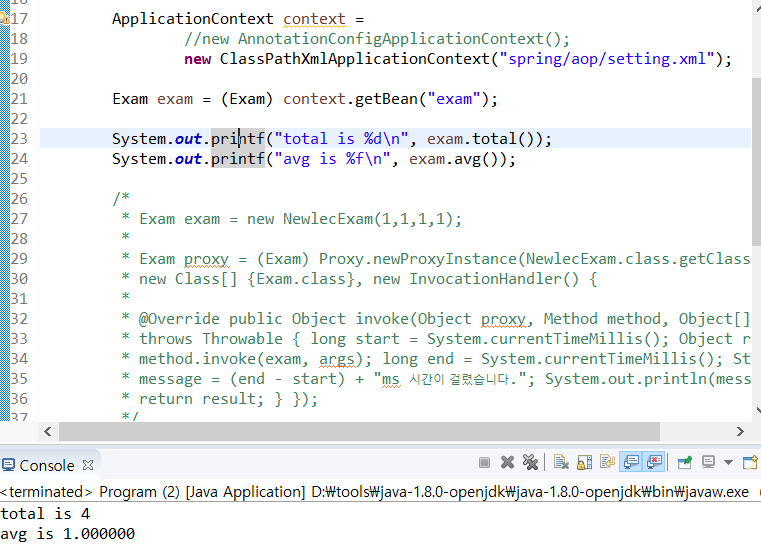 16
17 ApplicationContext context =
18 //new AnnotationConfigApplicationContext();
19 new ClassPathXmlApplicationContext("spring/aop/setting.xml");
20
21 Exam exam = (Exam) context.getBean("exam");
22
23 System.out.printf("total is %d\n", exam.total());
24 System.out.printf("avg is %f\n", exam.avg());
25
26 /*
27 * Exam exam = new NewlecExam(1,1,1,1);
28 *
29 * Exam proxy = (Exam) Proxy.newProxyInstance(NewlecExam.class.getClass
30 * new Class[] {Exam.class}, new InvocationHandler() {
31 *
32 * @Override public Object invoke(Object proxy, Method method, Object[]
33 * throws Throwable { long start = System.currentTimeMillis(); Object r
34 * method.invoke(exam, args); long end = System.currentTimeMillis(); St
35 * message = (end - start) + "ms 시간이 걸렸습니다."; System.out.println(mess
36 * return result; } });
37 */
Console
<terminated> Program (2) [Java Application] D:₩tools₩java-1.8.0-openjdk₩java-1.8.0-openjdk₩bin₩javaw.exe
total is 4
avg is 1.000000